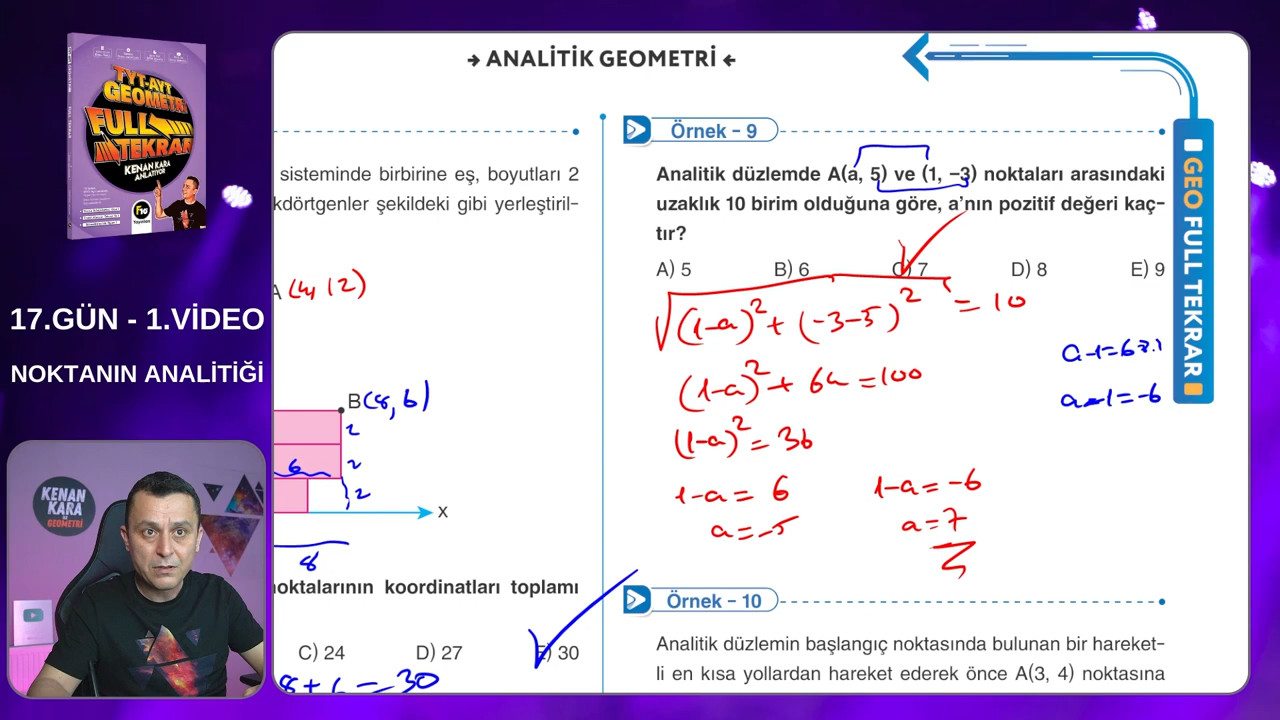 TYT-AYT
GEOMETRİ
FULL
TEKRAR
KENAN KARA
ANLATIYOR
17.GÜN - 1.VİDEO
NOKTANIN ANALİTİĞİ
KENAN
KARA
GEOMETRİ
→ ANALİTİK GEOMETRİ ←
sisteminde birbirine eş, boyutları 2
kdörtgenler şekildeki gibi yerleştiril-
A (4, 12)
B (8, 6)
2
2
6
2
x
8
noktalarının koordinatları toplamı
C) 24 D) 27 E) 30
8+6=30
Örnek – 9
Analitik düzlemde A(a, 5) ve (1, –3) noktaları arasındaki
uzaklık 10 birim olduğuna göre, a'nın pozitif değeri kaç-
tır?
A) 5 B) 6 C) 7 D) 8 E) 9
√(1-a)²+(-3-5)² = 10
(1-a)²+64=100
(1-a)²=36
1-a=6 1-a=-6
a=-5 a=7
a-1=-6
Örnek – 10
Analitik düzlemin başlangıç noktasında bulunan bir hareket-
li en kısa yollardan hareket ederek önce A(3, 4) noktasına
GEO FULL TEKRAR